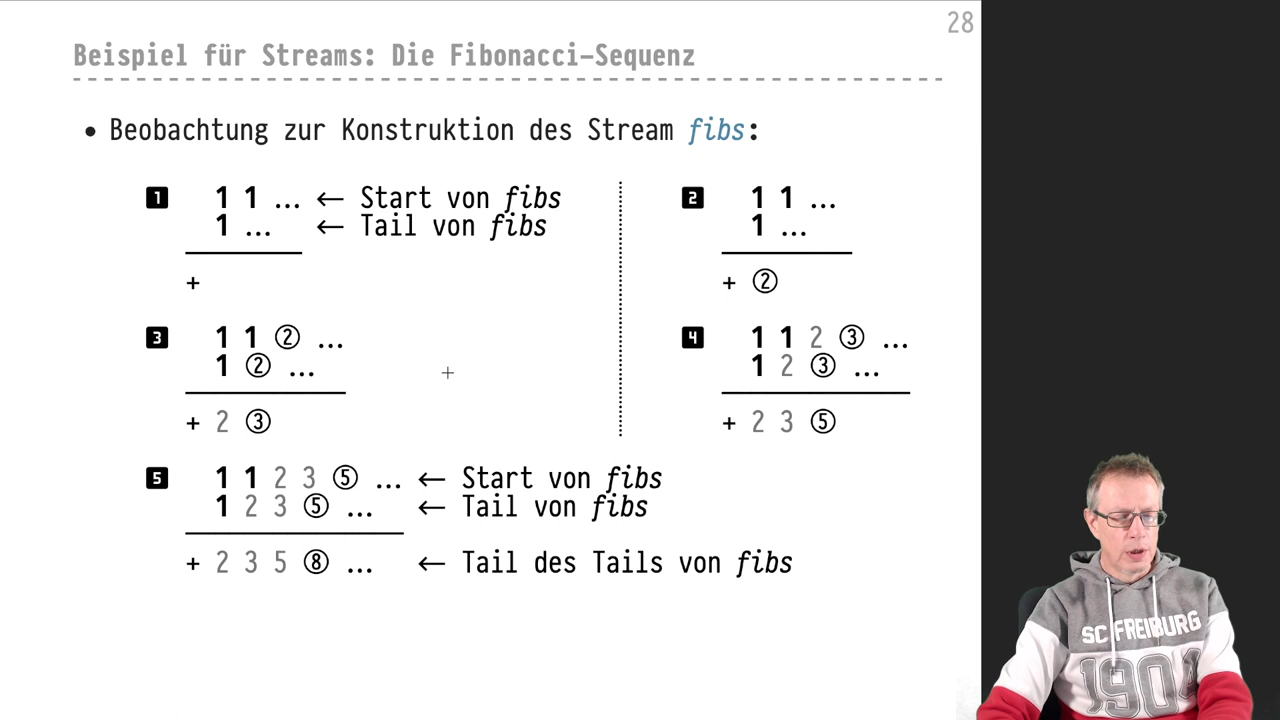 28
Beispiel für Streams: Die Fibonacci-Sequenz
• Beobachtung zur Konstruktion des Stream fibs:
1 1 1 ... ← Start von fibs
1 ... ← Tail von fibs
+
2 1 1 ...
1 ...
+ ②
3 1 1 ② ...
1 ② ...
+ 2 ③
4 1 1 2 ③ ...
1 2 ③ ...
+ 2 3 ⑤
5 1 1 2 3 ⑤ ... ← Start von fibs
1 2 3 ⑤ ... ← Tail von fibs
+ 2 3 5 ⑧ ... ← Tail des Tails von fibs
SC FREIBURG
1904